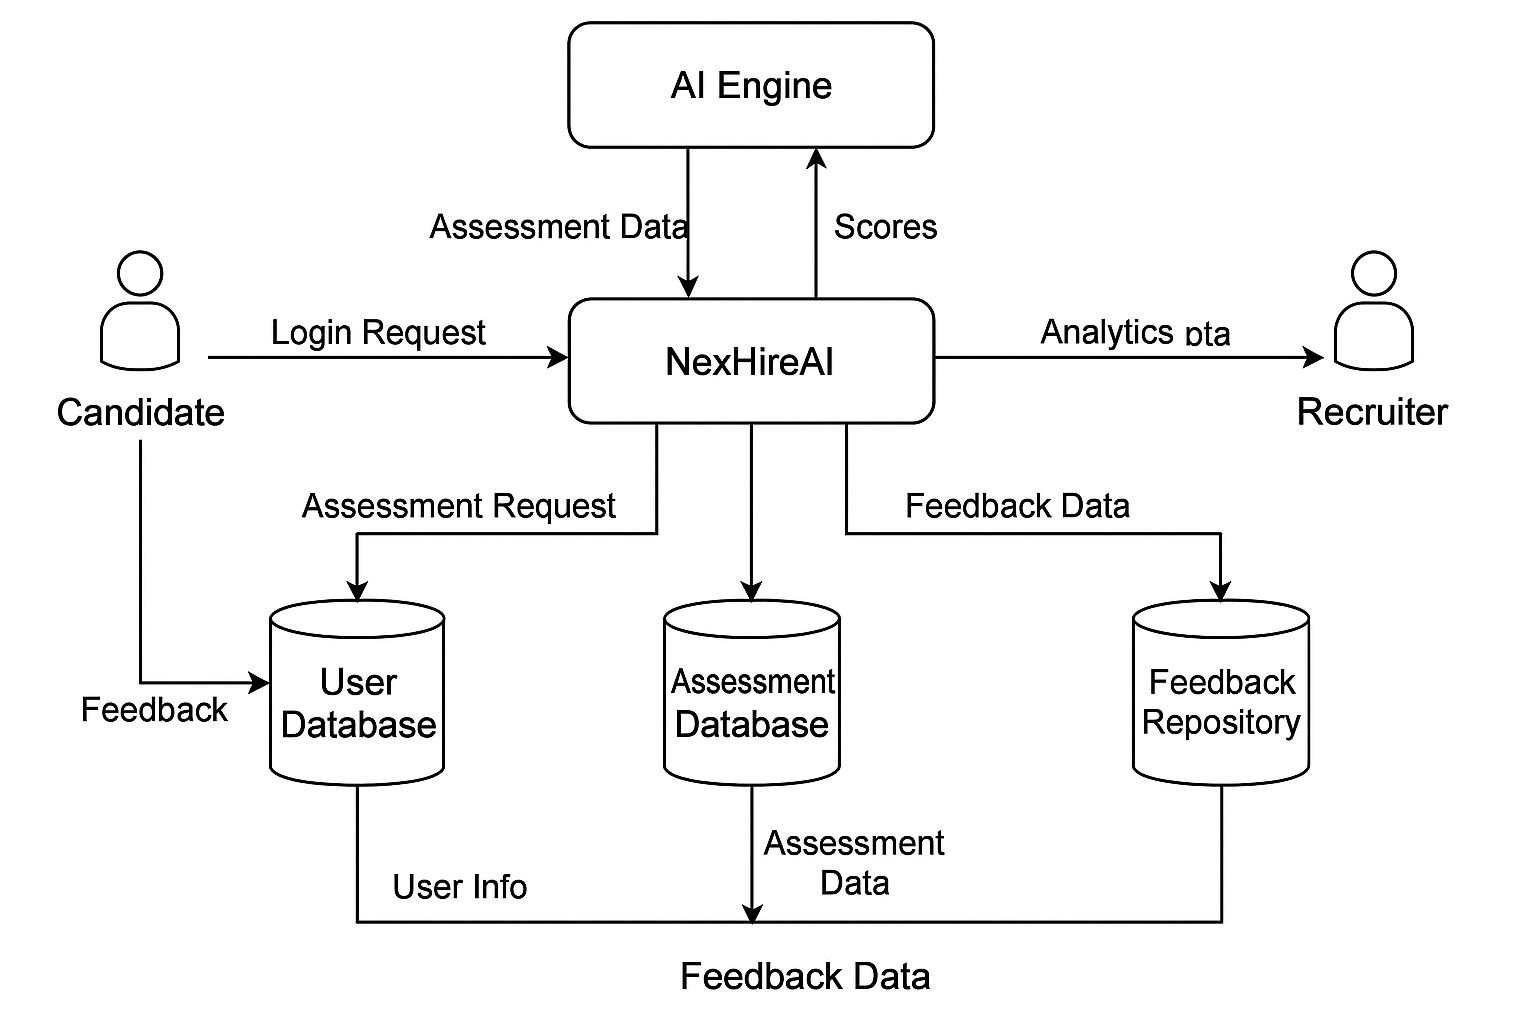 AI Engine
Assessment Data
Scores
Login Request
NexHireAI
Analytics pta
Candidate
Recruiter
Assessment Request
Feedback Data
User
Database
Assessment
Database
Feedback
Repository
Feedback
Assessment
Data
User Info
Feedback Data